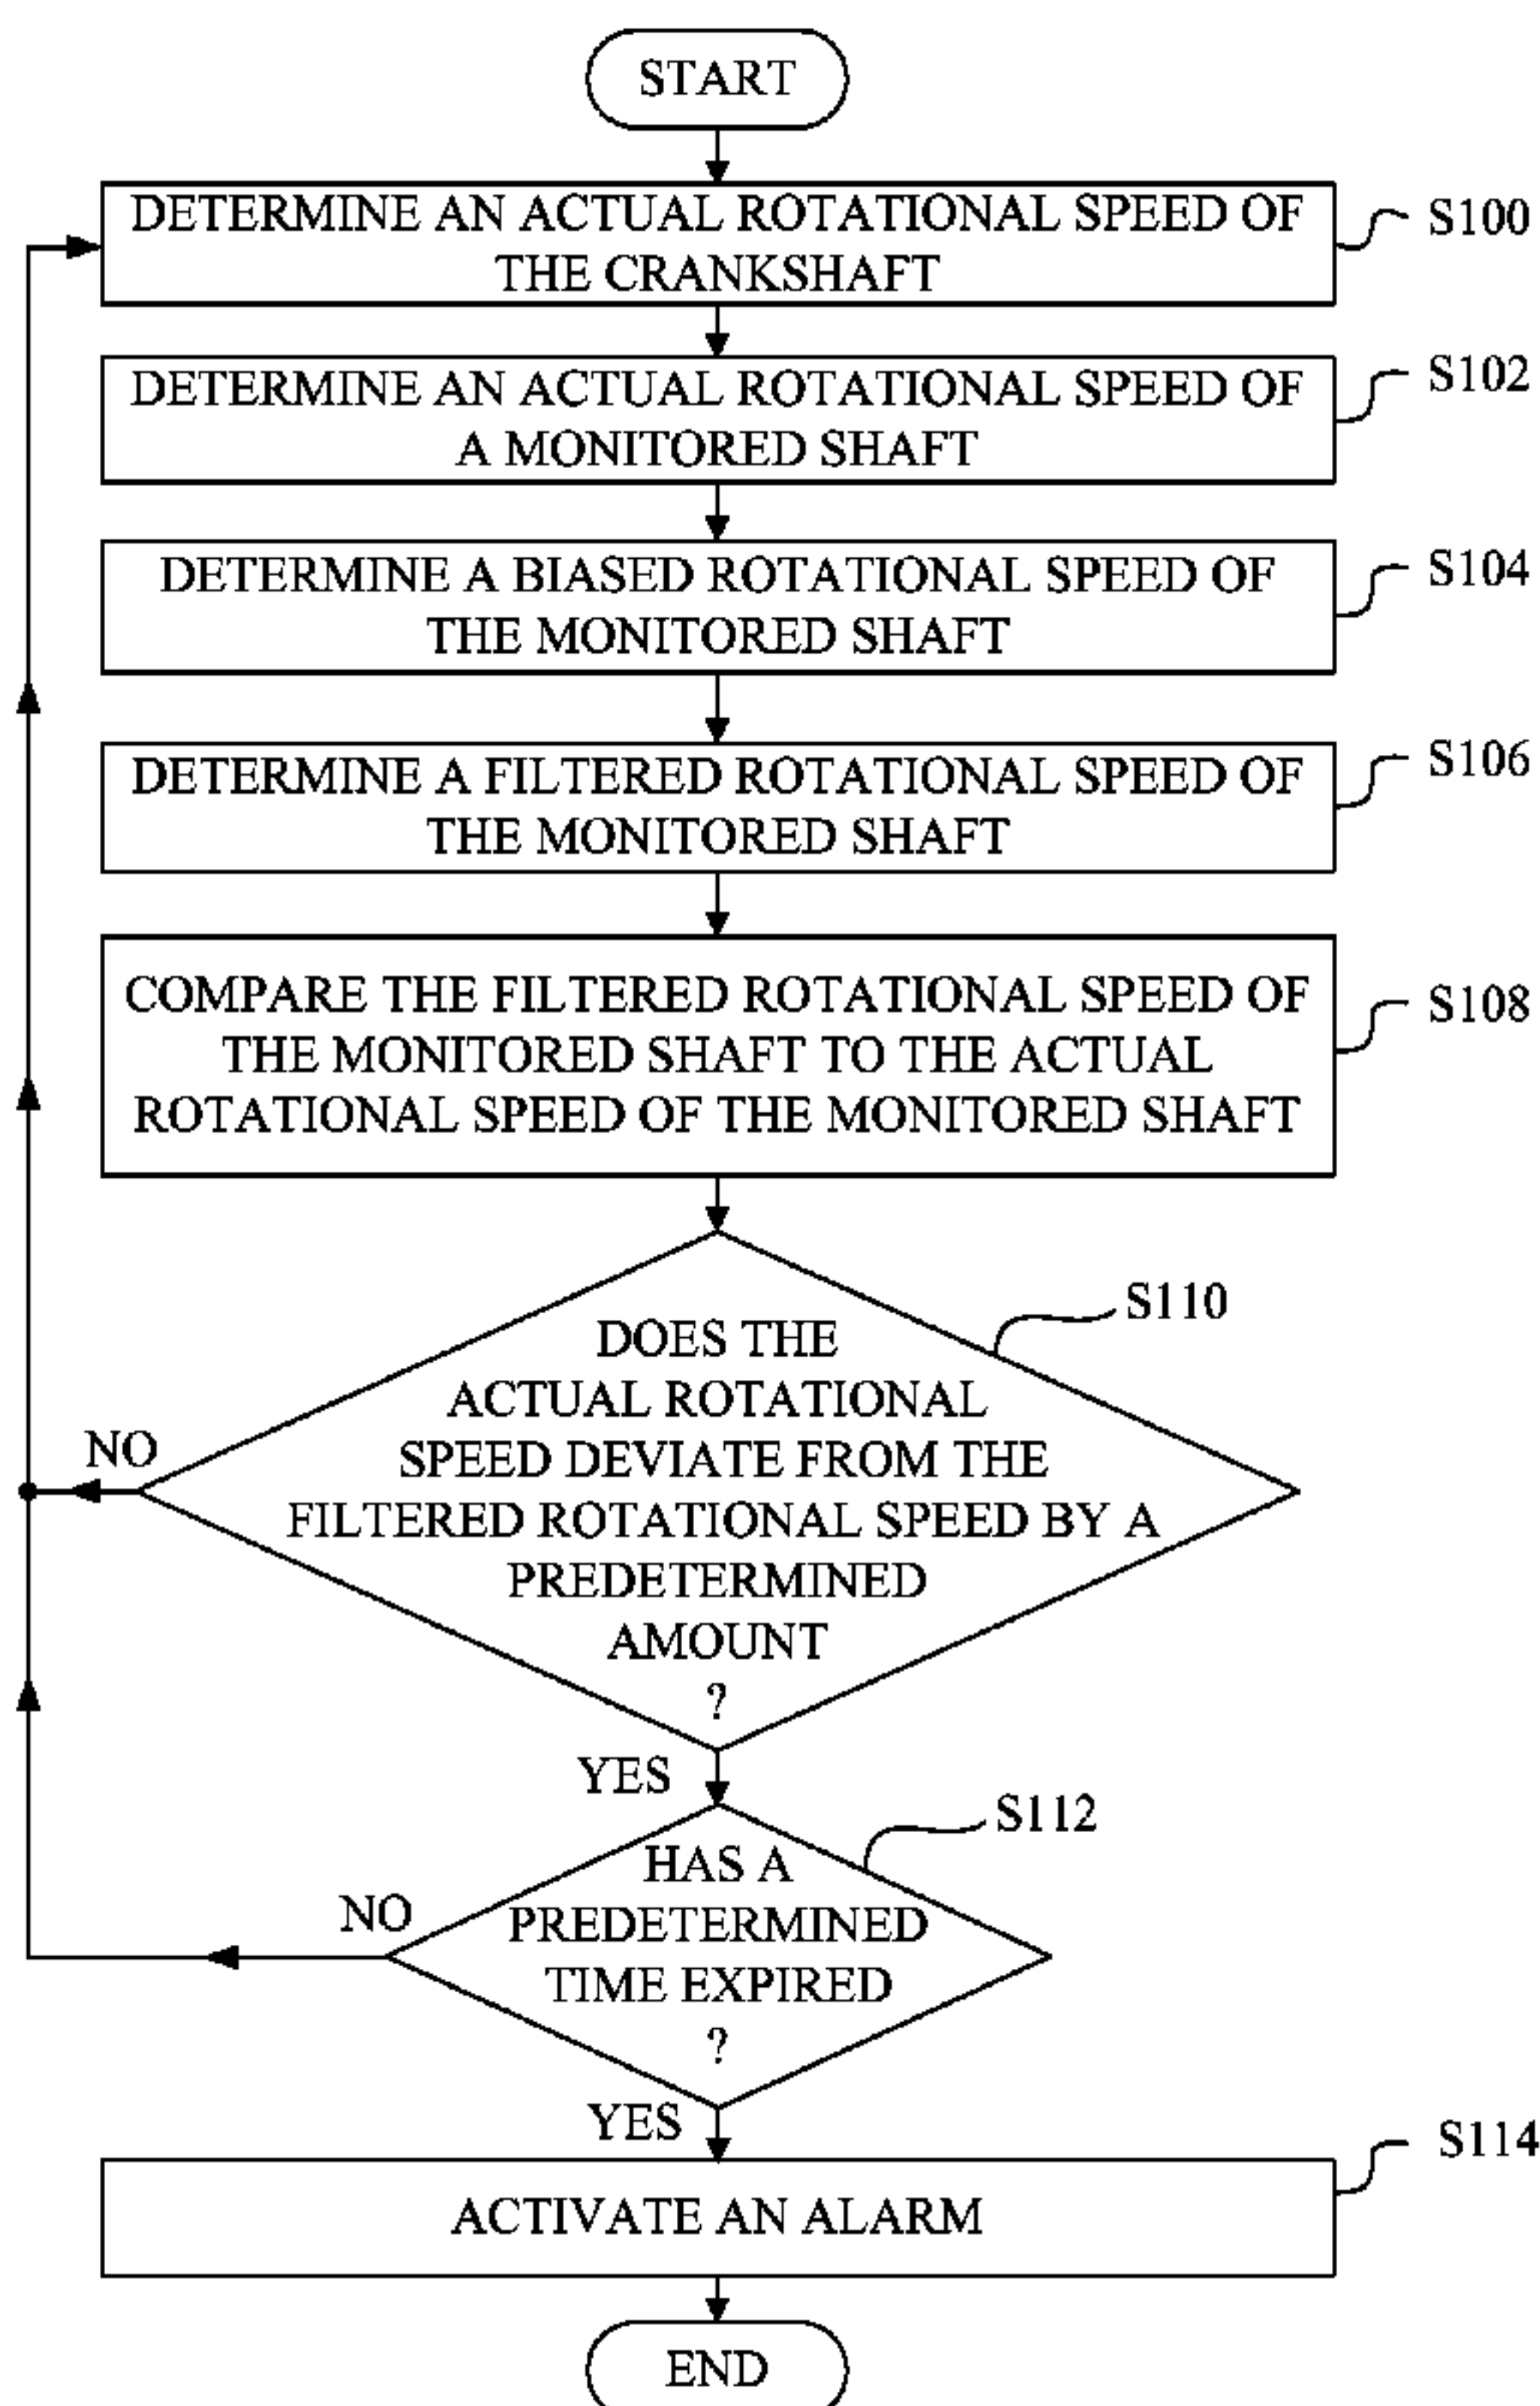 START
DETERMINE AN ACTUAL ROTATIONAL SPEED OF
THE CRANKSHAFT
S100
DETERMINE AN ACTUAL ROTATIONAL SPEED OF
A MONITORED SHAFT
S102
DETERMINE A BIASED ROTATIONAL SPEED OF
THE MONITORED SHAFT
S104
DETERMINE A FILTERED ROTATIONAL SPEED OF
THE MONITORED SHAFT
S106
COMPARE THE FILTERED ROTATIONAL SPEED OF
THE MONITORED SHAFT TO THE ACTUAL
ROTATIONAL SPEED OF THE MONITORED SHAFT
S108
S110
DOES THE
ACTUAL ROTATIONAL
SPEED DEVIATE FROM THE
FILTERED ROTATIONAL SPEED BY A
PREDETERMINED
AMOUNT
?
NO
YES
S112
HAS A
PREDETERMINED
TIME EXPIRED
?
NO
YES
S114
ACTIVATE AN ALARM
END